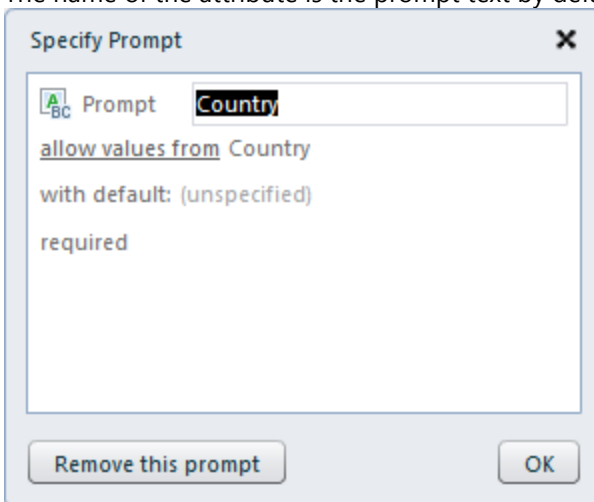 The name of the attribute is the prompt text by def
Specify Prompt
ABC Prompt Country
allow values from Country
with default: (unspecified)
required
Remove this prompt OK